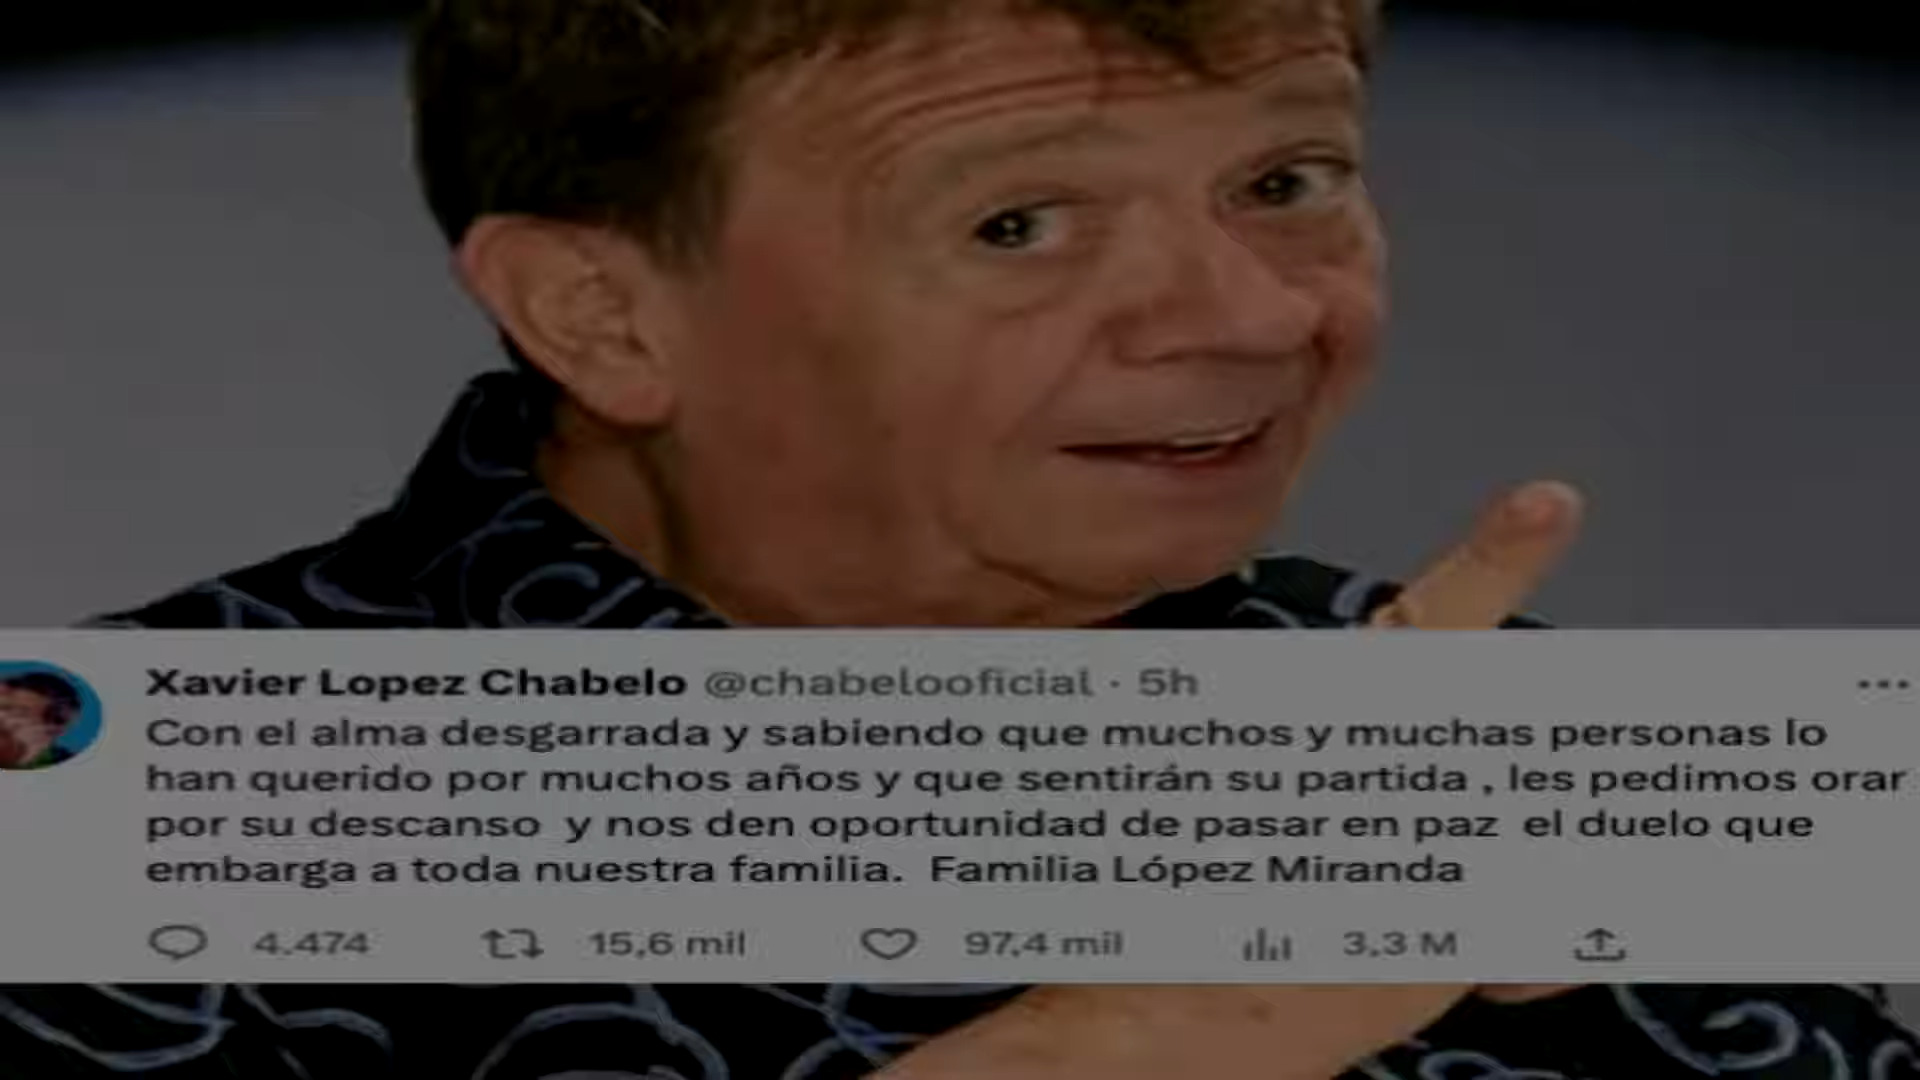 Xavier Lopez Chabelo @chabelooficial · 5h
Con el alma desgarrada y sabiendo que muchos y muchas personas lo
han querido por muchos años y que sentirán su partida , les pedimos orar
por su descanso  y nos den oportunidad de pasar en paz  el duelo que
embarga a toda nuestra familia.  Familia López Miranda
4.474 15,6 mil 97,4 mil 3,3 M